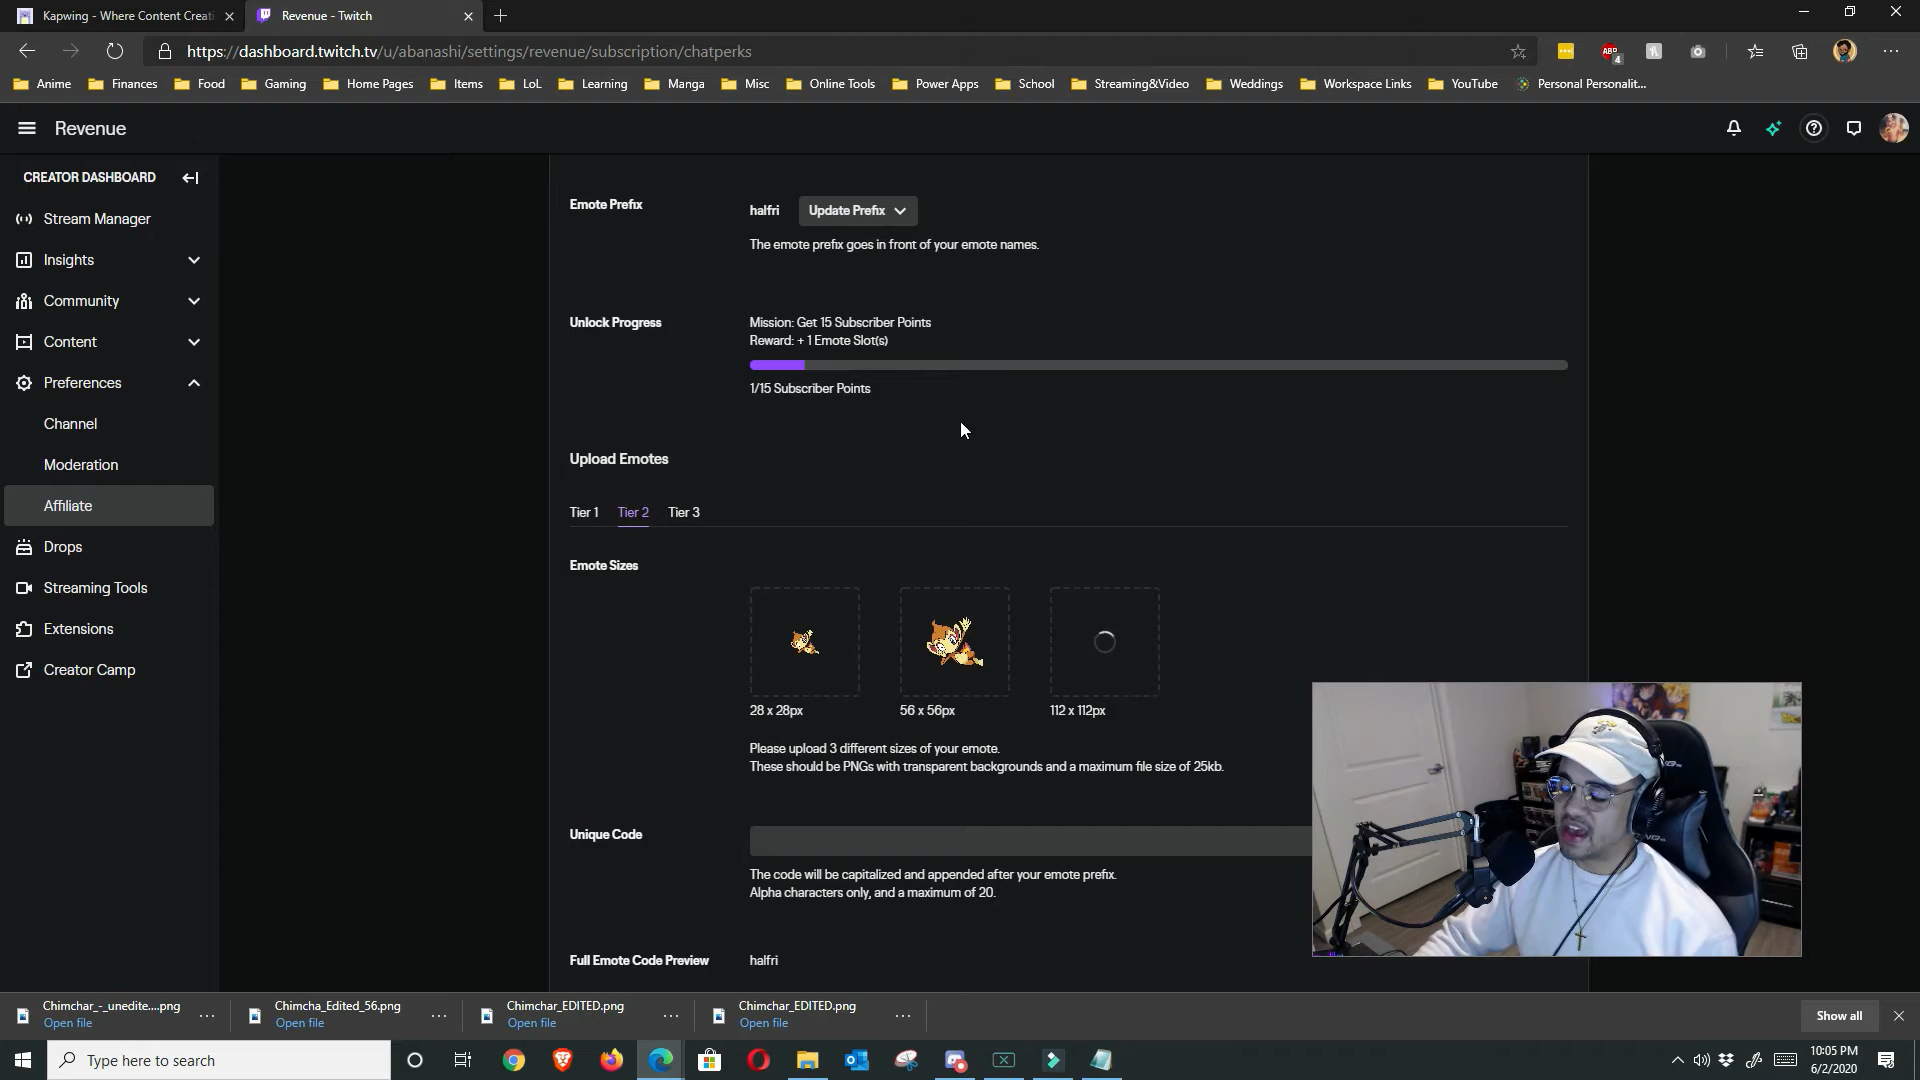 Kapwing - Where Content Creati
Revenue - Twitch
https://dashboard.twitch.tv/u/abanashi/settings/revenue/subscription/chatperks
ABP
4
Anime
Finances
Food
Gaming
Home Pages
Items
LoL
Learning
Manga
Misc
Online Tools
Power Apps
School
Streaming&Video
Weddings
Workspace Links
YouTube
Personal Personalit...
Revenue
CREATOR DASHBOARD
Stream Manager
Insights
Community
Content
Preferences
Channel
Moderation
Affiliate
Drops
Streaming Tools
Extensions
Creator Camp
Emote Prefix
halfri
Update Prefix
The emote prefix goes in front of your emote names.
Unlock Progress
Mission: Get 15 Subscriber Points
Reward: + 1 Emote Slot(s)
1/15 Subscriber Points
Upload Emotes
Tier 1
Tier 2
Tier 3
Emote Sizes
28 x 28px
56 x 56px
112 x 112px
Please upload 3 different sizes of your emote.
These should be PNGs with transparent backgrounds and a maximum file size of 25kb.
Unique Code
The code will be capitalized and appended after your emote prefix.
Alpha characters only, and a maximum of 20.
Full Emote Code Preview
halfri
Chimchar_-_unedite....png
Open file
Chimcha_Edited_56.png
Open file
Chimchar_EDITED.png
Open file
Chimchar_EDITED.png
Open file
Show all
Type here to search
10:05 PM
6/2/2020